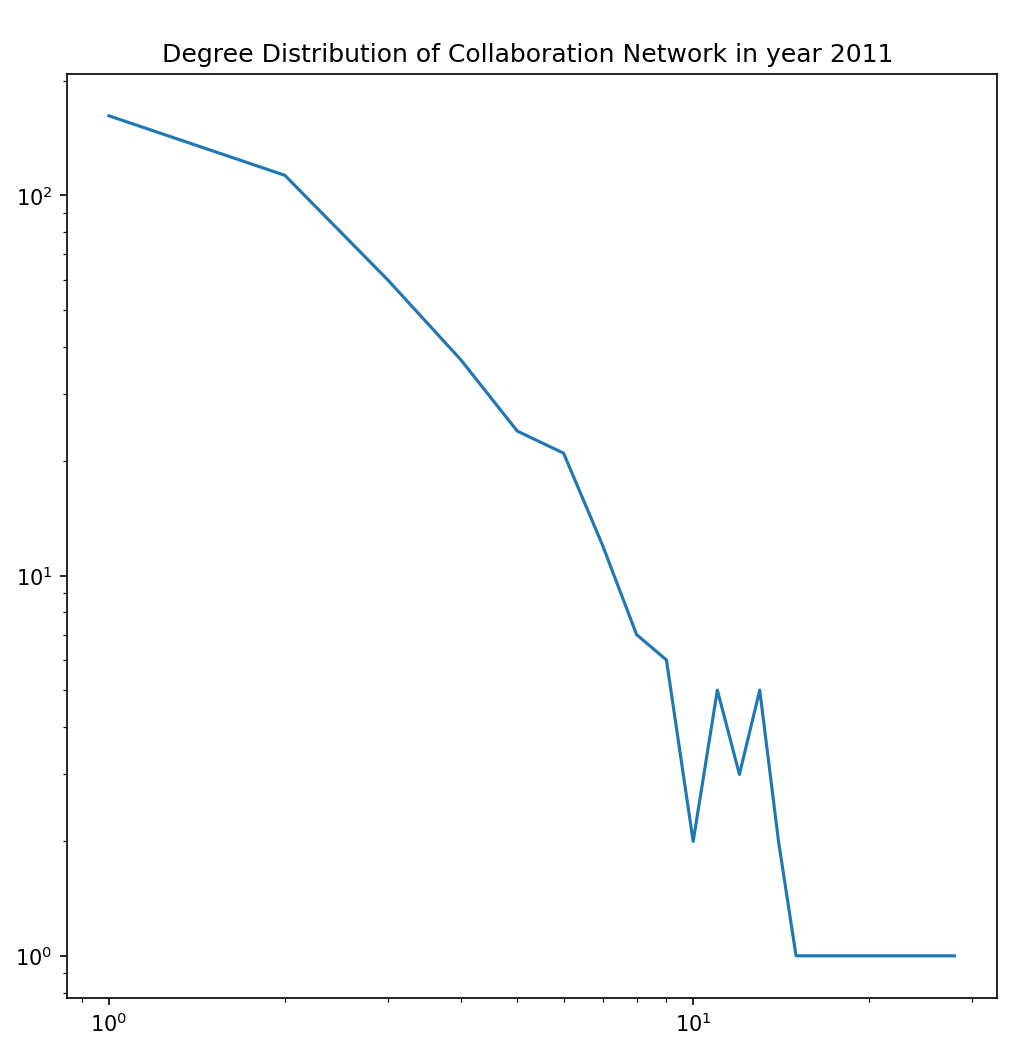 Degree Distribution of Collaboration Network in year 2011
10²
10¹
10⁰
10⁰ 10¹